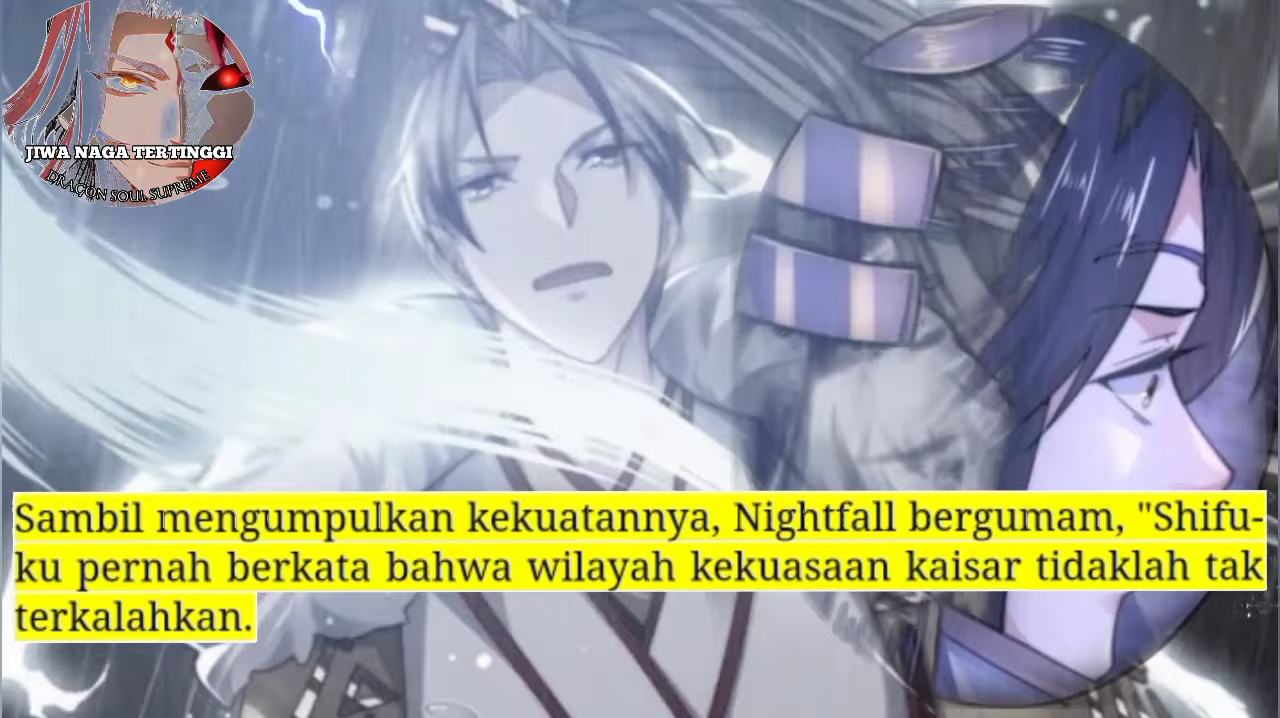 JIWA NAGA TERTINGGI
DRAGON SOUL SUPREME
Sambil mengumpulkan kekuatannya, Nightfall bergumam, "Shifu-
ku pernah berkata bahwa wilayah kekuasaan kaisar tidaklah tak
terkalahkan.